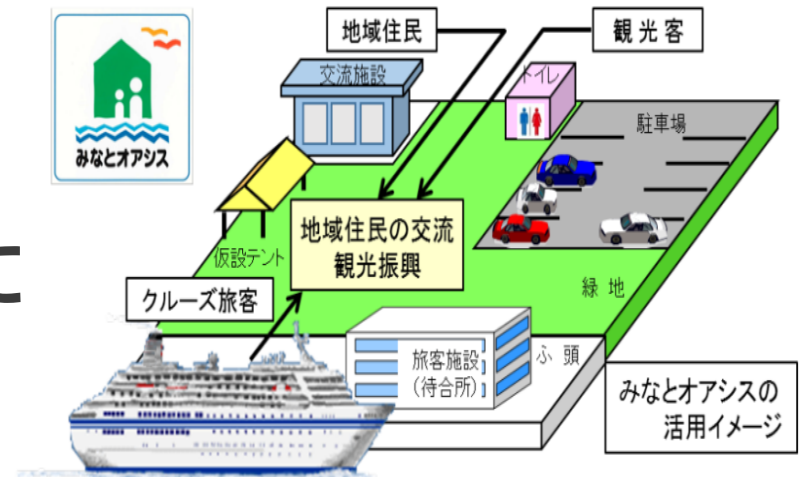 地域住民
観光客
交流施設
トイレ
駐車場
みなとオアシス
地域住民の交流
観光振興
仮設テント
クルーズ旅客
緑地
旅客施設
(待合所)
ふ頭
みなとオアシスの
活用イメージ